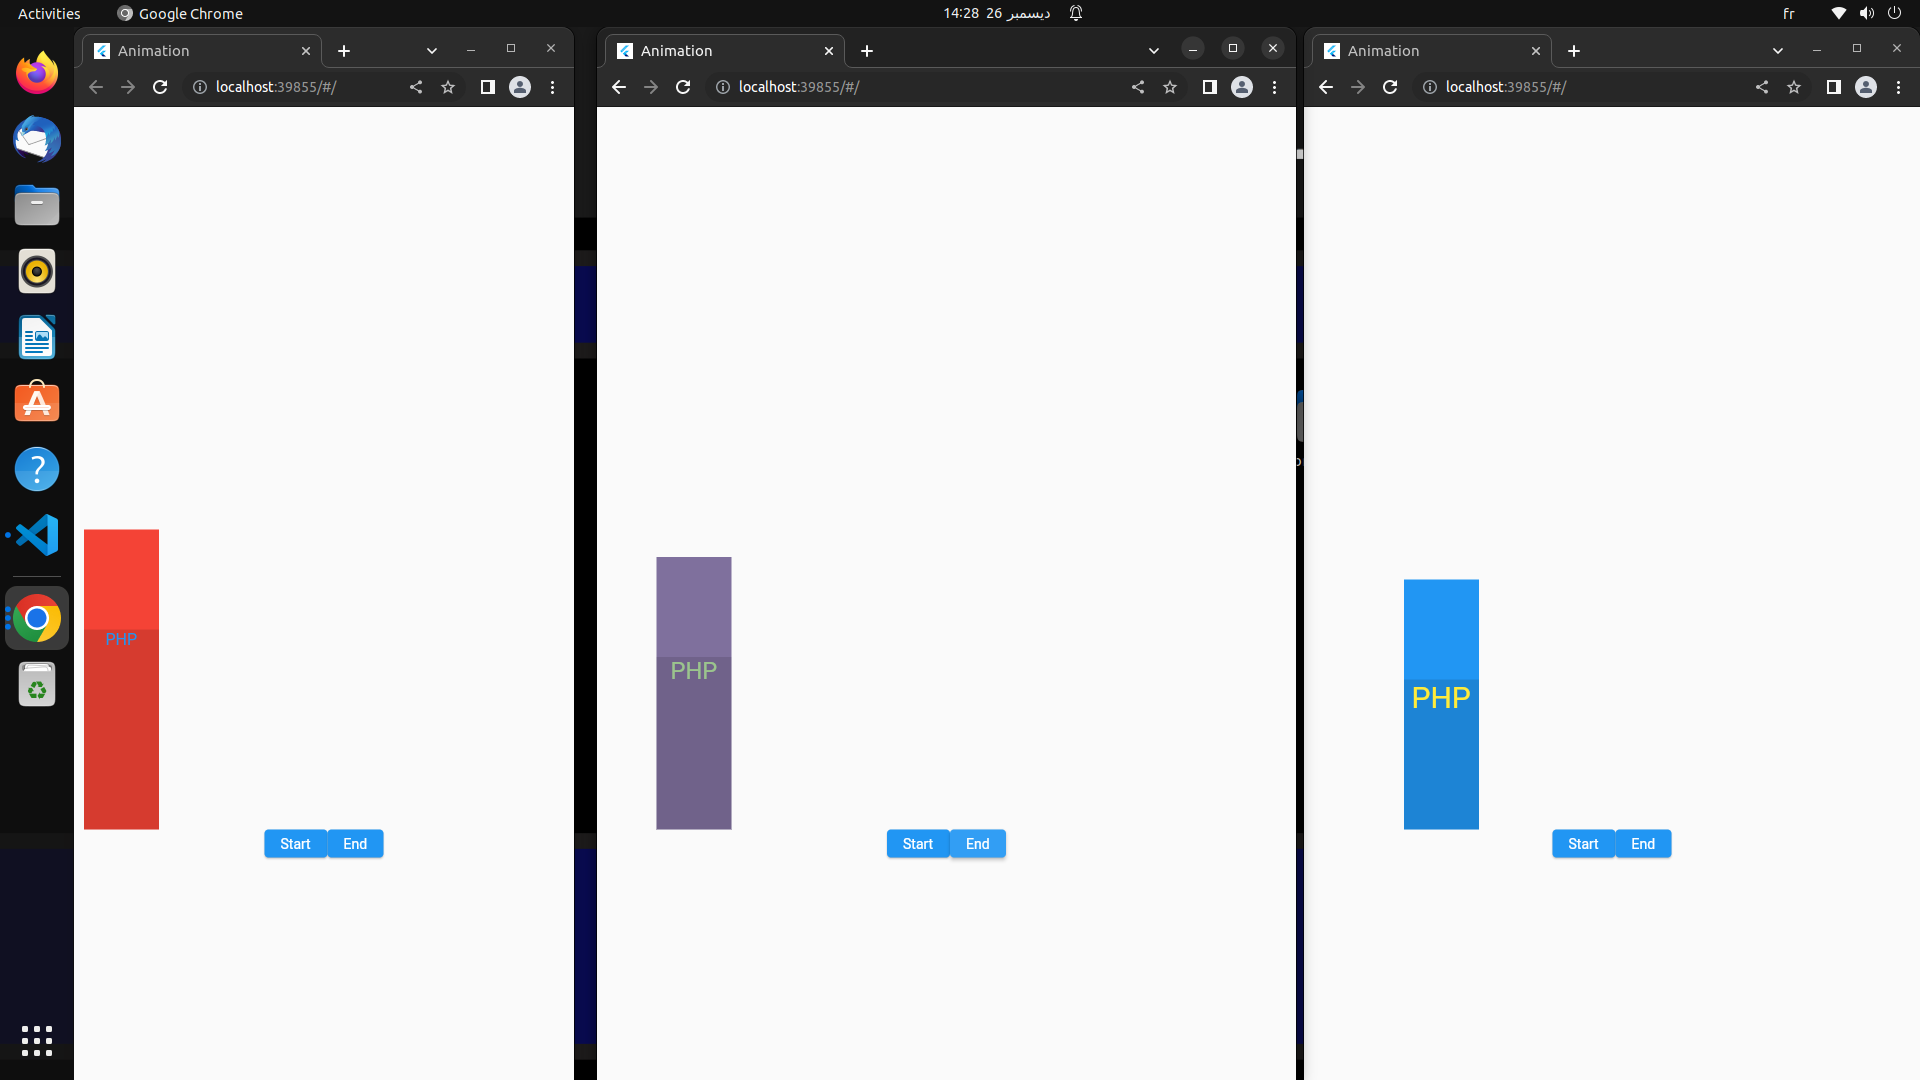 Activities
Google Chrome
14:28 26 ديسمبر
fr
Animation
localhost:39855/#/
PHP
Start
End
Animation
localhost:39855/#/
PHP
Start
End
Animation
localhost:39855/#/
PHP
Start
End